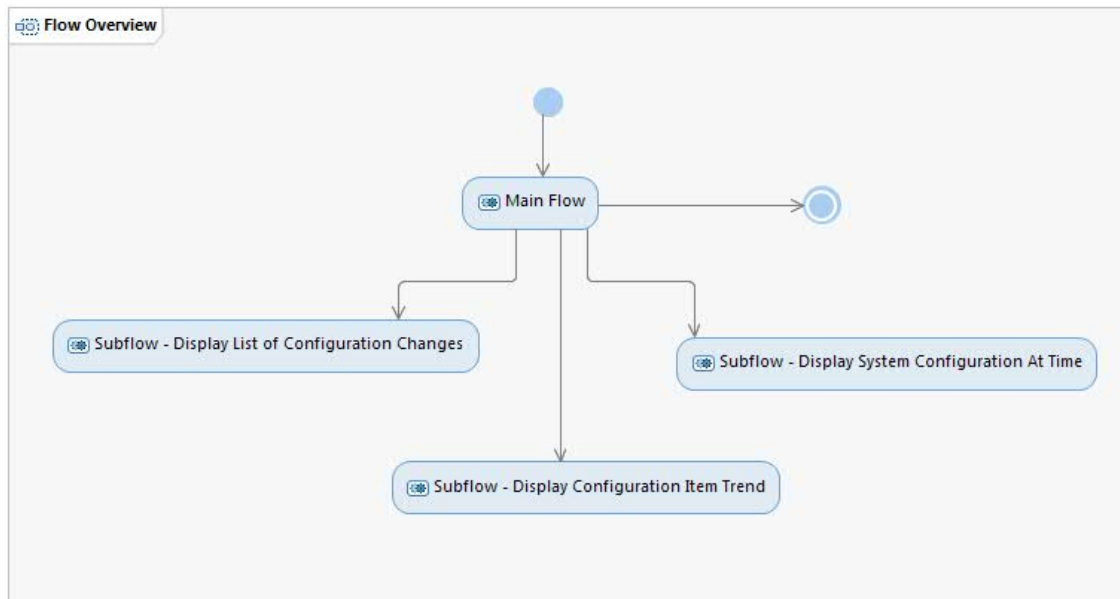 Flow Overview
Main Flow
Subflow - Display List of Configuration Changes
Subflow - Display System Configuration At Time
Subflow - Display Configuration Item Trend